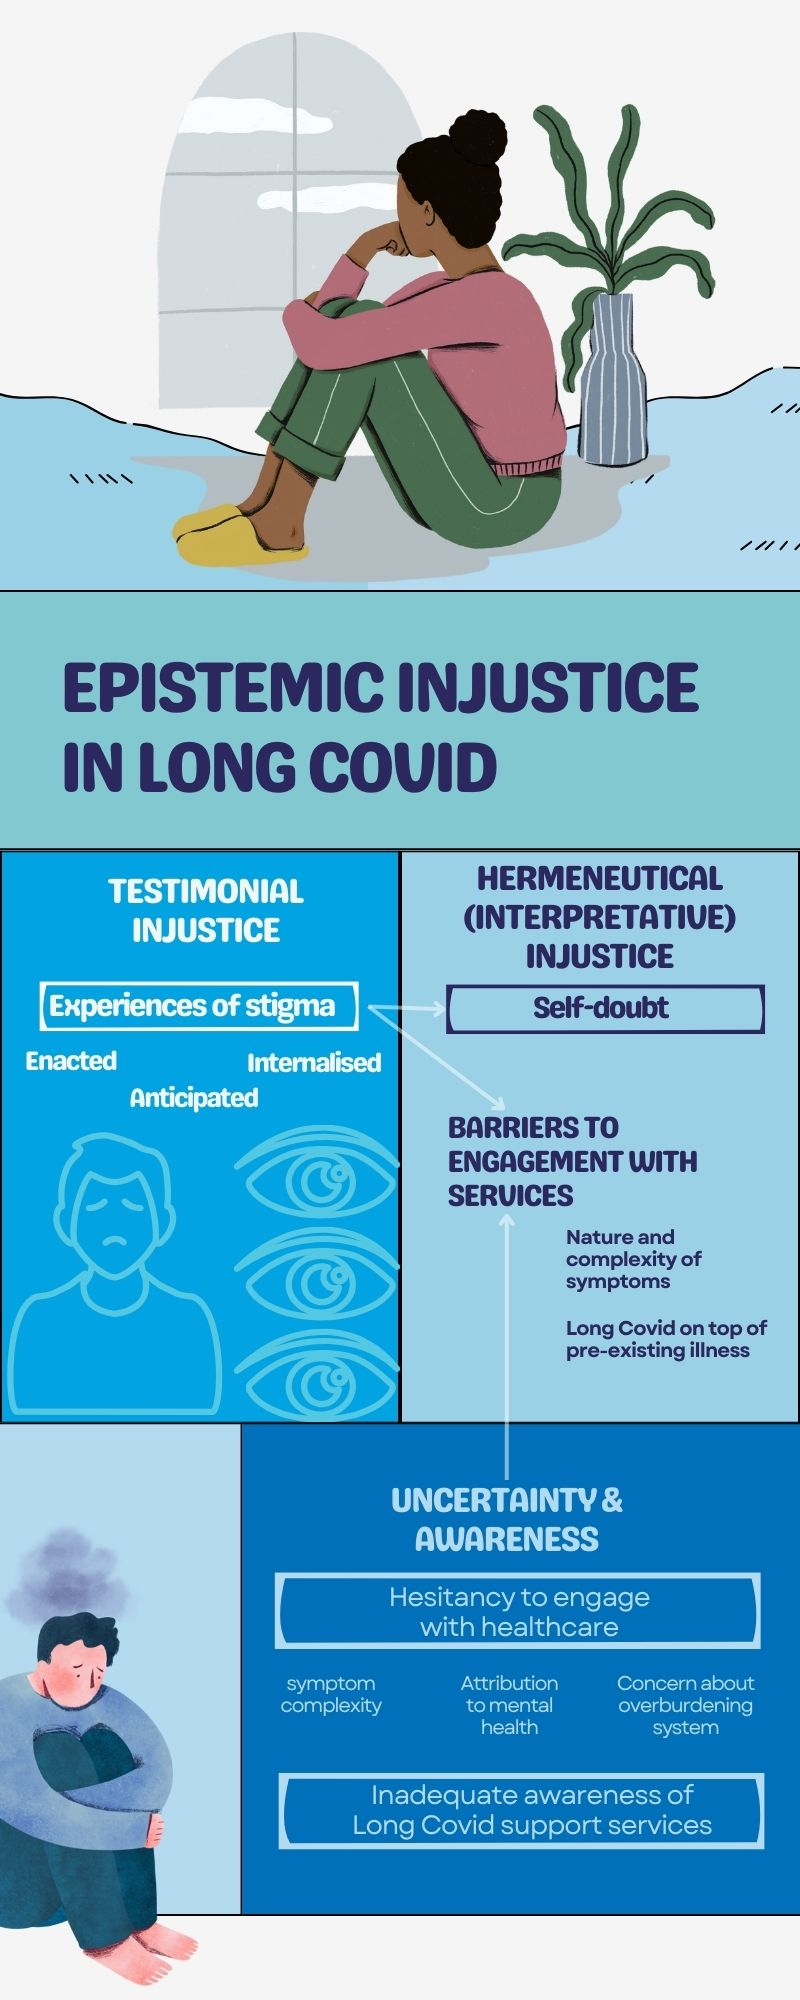 EPISTEMIC INJUSTICE
IN LONG COVID
TESTIMONIAL
INJUSTICE
Experiences of stigma
Enacted
Internalised
Anticipated
HERMENEUTICAL
(INTERPRETATIVE)
INJUSTICE
Self-doubt
BARRIERS TO
ENGAGEMENT WITH
SERVICES
Nature and
complexity of
symptoms
Long Covid on top of
pre-existing illness
UNCERTAINTY &
AWARENESS
Hesitancy to engage
with healthcare
symptom
complexity
Attribution
to mental
health
Concern about
overburdening
system
Inadequate awareness of
Long Covid support services